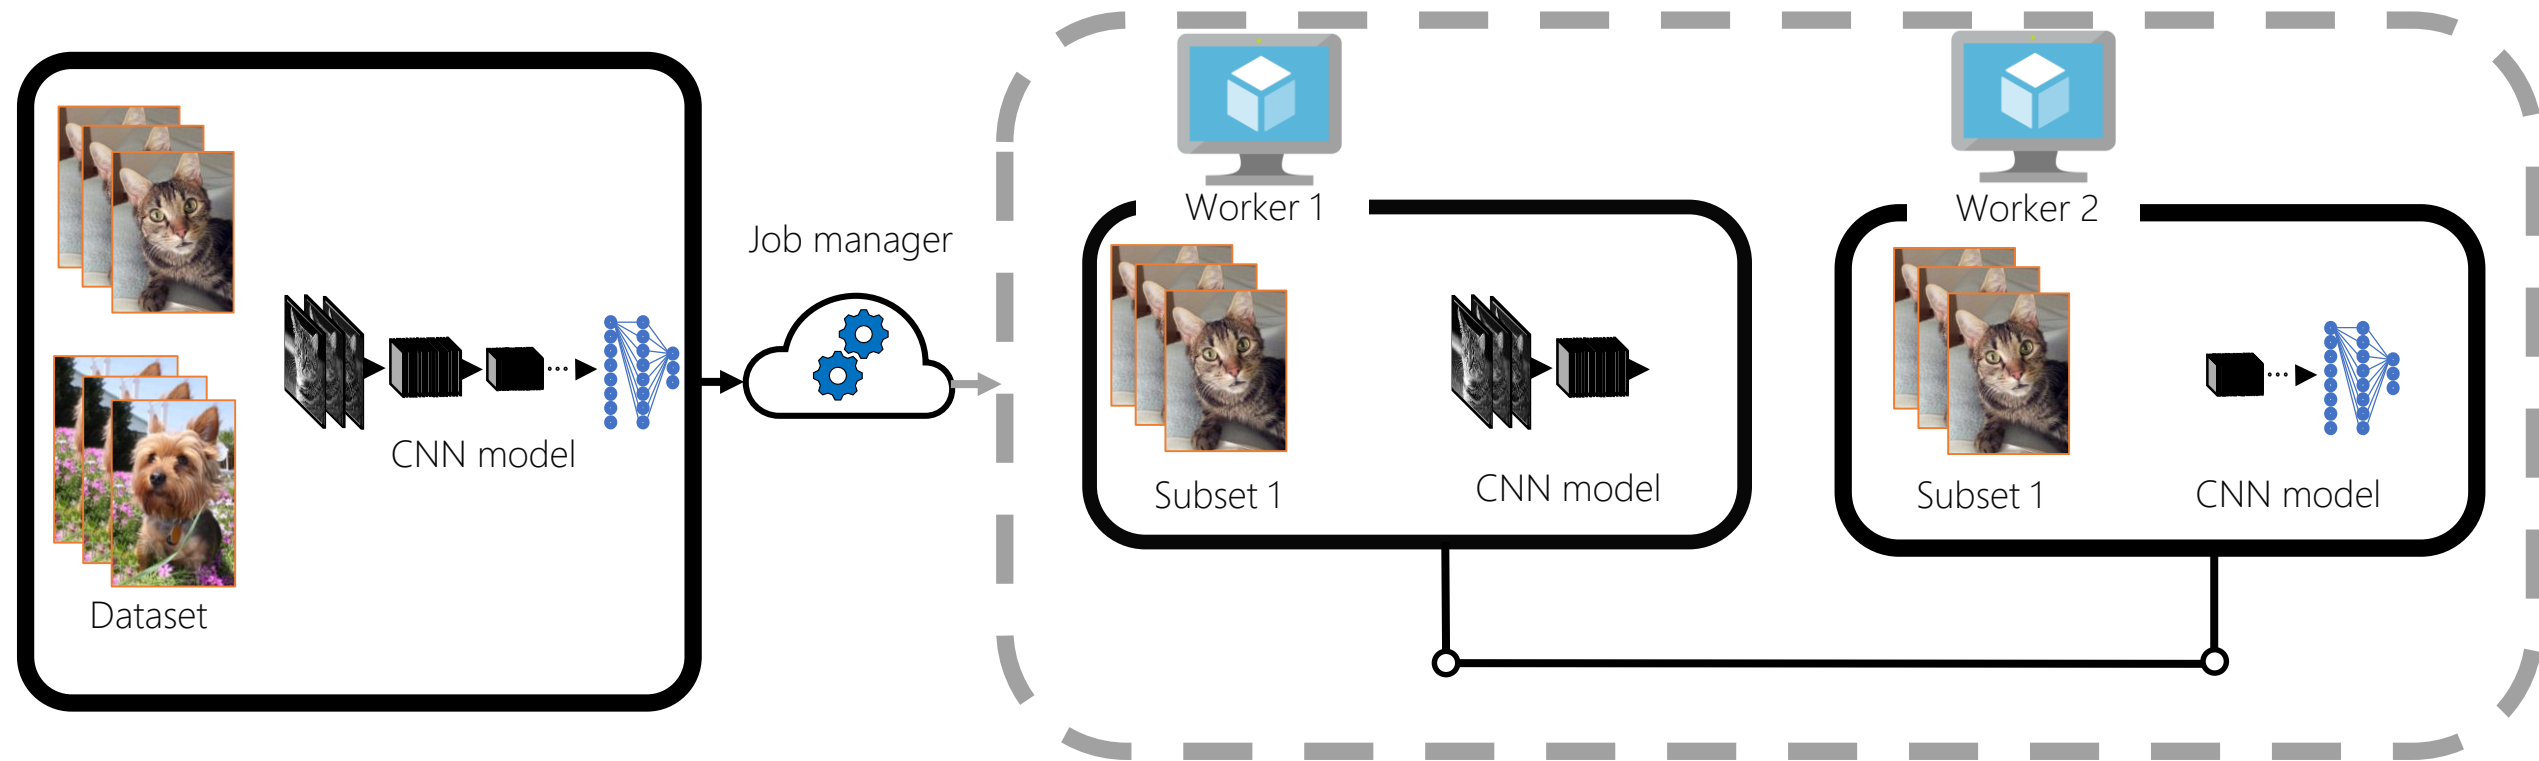 Dataset
CNN model
Job manager
Worker 1
Subset 1
CNN model
Worker 2
Subset 1
CNN model